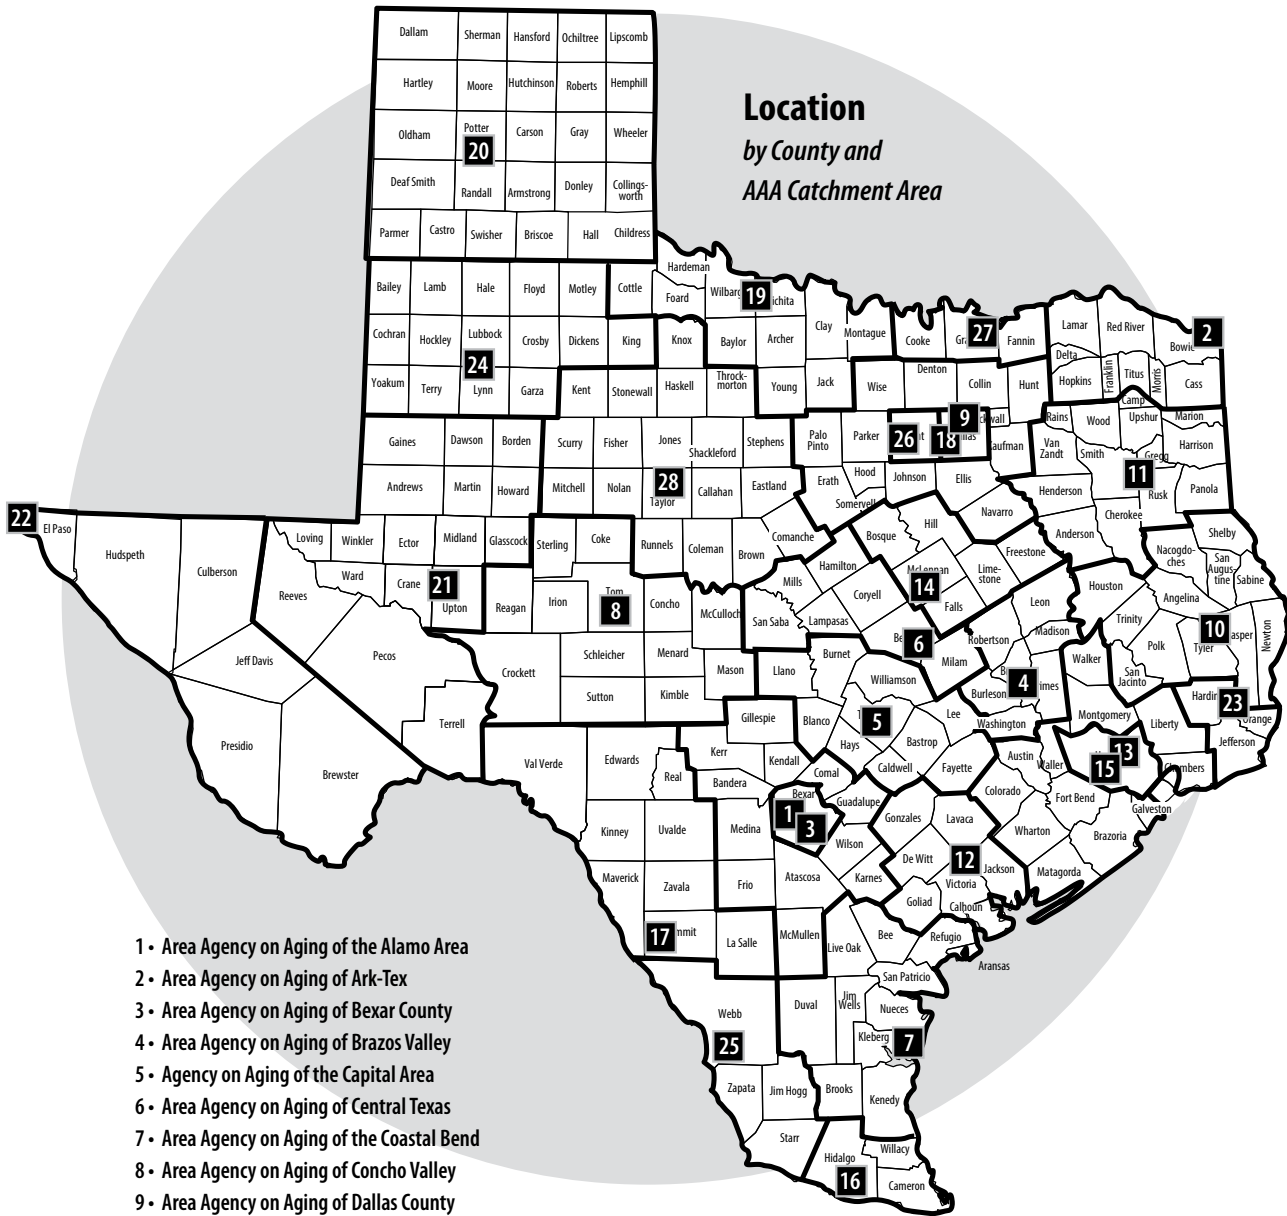 Location
by County and
AAA Catchment Area
Dallam Sherman Hansford Ochiltree Lipscomb
Hartley Moore Hutchinson Roberts Hemphill
Oldham Potter Carson Gray Wheeler
20
Deaf Smith Randall Armstrong Donley Collings-
worth
Parmer Castro Swisher Briscoe Hall Childress
Bailey Lamb Hale Floyd Motley Cottle Hardeman
Foard Wilbarg 19 ichita
Clay Montague Cooke Gra 27 Fannin Lamar Red River Bowie 2
Cochran Hockley Lubbock Crosby Dickens King Knox Baylor Archer
24
Delta Hopkins Franklin Titus Morris Cass
Yoakum Terry Lynn Garza Kent Stonewall Haskell Throck-
morton Young Jack Wise Denton Collin Hunt
Camp
Gaines Dawson Borden Scurry Fisher Jones Shackleford Stephens Palo
Pinto Parker 26 nt 18 llas 9 ckwall aufman
Rains Wood Upshur Marion
Van
Zandt Smith Gregg Harrison
11
Andrews Martin Howard Mitchell Nolan 28 Taylor Callahan Eastland Erath Hood Somervell Johnson Ellis Navarro Henderson Rusk Panola
Cherokee
22 El Paso Hudspeth Culberson
Loving Winkler Ector Midland Glasscock Sterling Coke Runnels Coleman Brown Comanche
Bosque Hill Freestone Anderson Shelby
Nacogdo-
ches San
Augus-
tine Sabine
Ward Crane 21 Upton Reagan Irion Tom 8 Concho McCulloch Mills Hamilton Coryell McLennan 14 Falls Lime-
stone
Reeves San Saba Lampasas Be 6 Milam Robertson Leon Madison Houston Trinity Angelina Polk 10 Tyler asper Newton
Jeff Davis Pecos Crockett Schleicher Menard Mason Llano Burnet Williamson
Burleson B 4 imes Walker San
Jacinto
Sutton Kimble Terrell Gillespie Blanco T 5 Hays Bastrop Lee Washington Montgomery Liberty Hardin 23 Orange Jefferson
Presidio Brewster Val Verde Edwards Real Kerr Kendall Comal Caldwell Fayette Austin Waller 13 15 Chambers
Bandera Bexar Guadalupe Gonzales Lavaca Colorado Fort Bend Galveston
1 3
Kinney Uvalde Medina Wilson Wharton Brazoria
De Witt 12 Jackson Matagorda
Maverick Zavala Frio Atascosa Karnes Goliad Victoria Calhoun
17 mmit La Salle McMullen Live Oak Bee Refugio Aransas
San Patricio
Webb Duval Jim
Wells Nueces
25 Kleberg 7
Zapata Jim Hogg Brooks Kenedy
Starr Hidalgo Willacy
16 Cameron
1 • Area Agency on Aging of the Alamo Area
2 • Area Agency on Aging of Ark-Tex
3 • Area Agency on Aging of Bexar County
4 • Area Agency on Aging of Brazos Valley
5 • Agency on Aging of the Capital Area
6 • Area Agency on Aging of Central Texas
7 • Area Agency on Aging of the Coastal Bend
8 • Area Agency on Aging of Concho Valley
9 • Area Agency on Aging of Dallas County